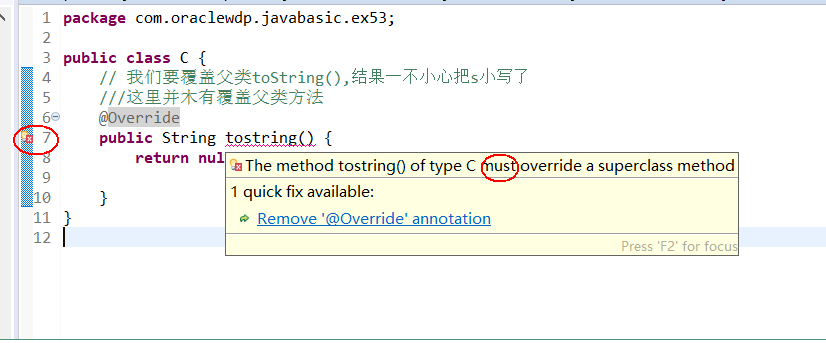 1 package com.oraclewdp.javabasic.ex53;
2
3 public class C {
4 // 我们要覆盖父类toString(),结果一不小心把s小写了
5 ///这里并木有覆盖父类方法
6 @Override
7 public String tostring() {
8 return nul
9
10 }
11 }
12
The method tostring() of type C must override a superclass method
1 quick fix available:
Remove '@Override' annotation
Press 'F2' for focus